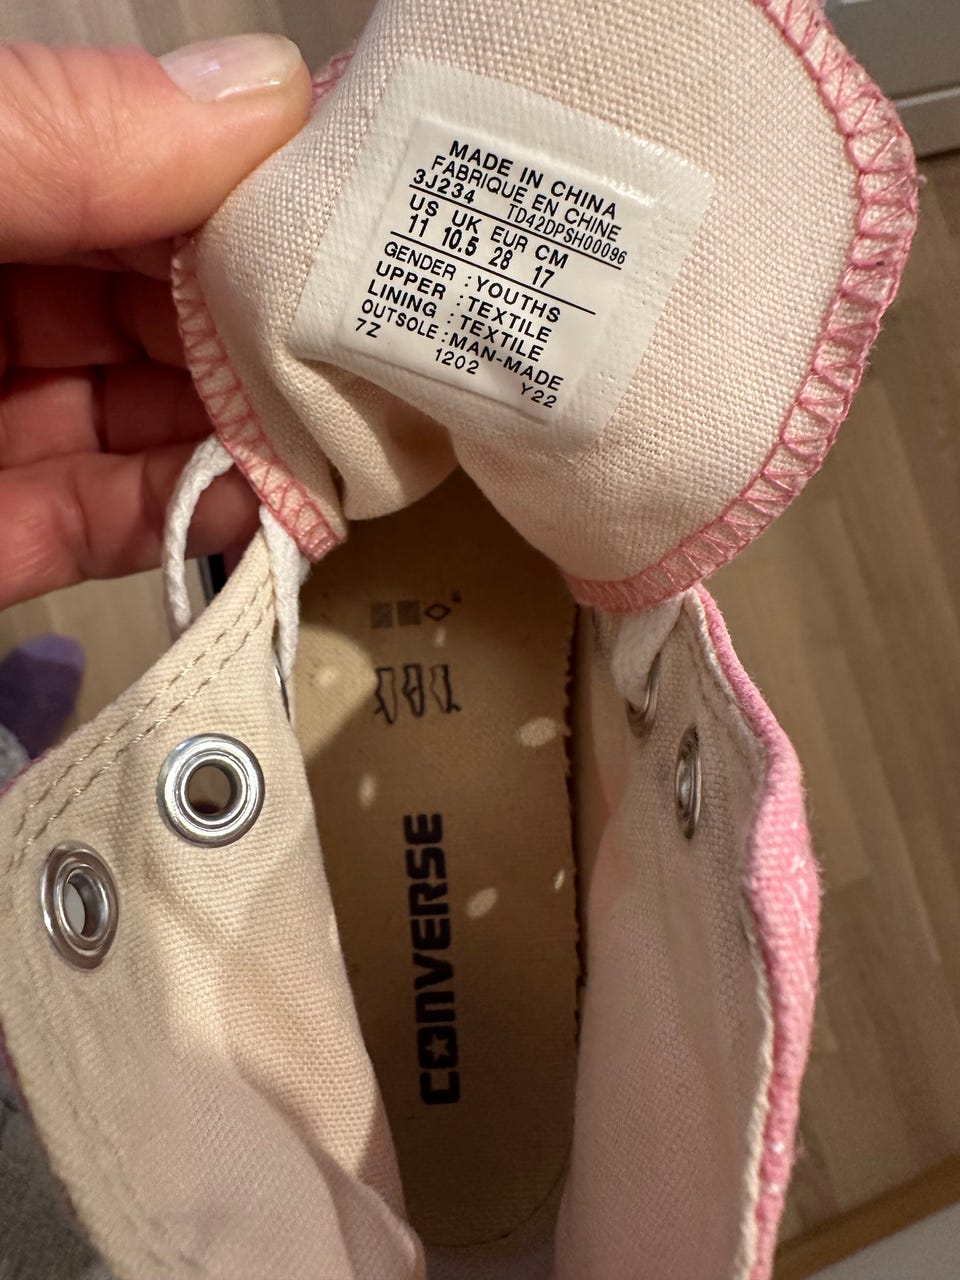 MADE IN CHINA
FABRIQUE EN CHINE
3J234 TD42DPSH00096
US UK EUR CM
11 10.5 28 17
GENDER : YOUTHS
UPPER : TEXTILE
LINING : TEXTILE
OUTSOLE : MAN-MADE
7Z 1202 Y22
CONVERSE